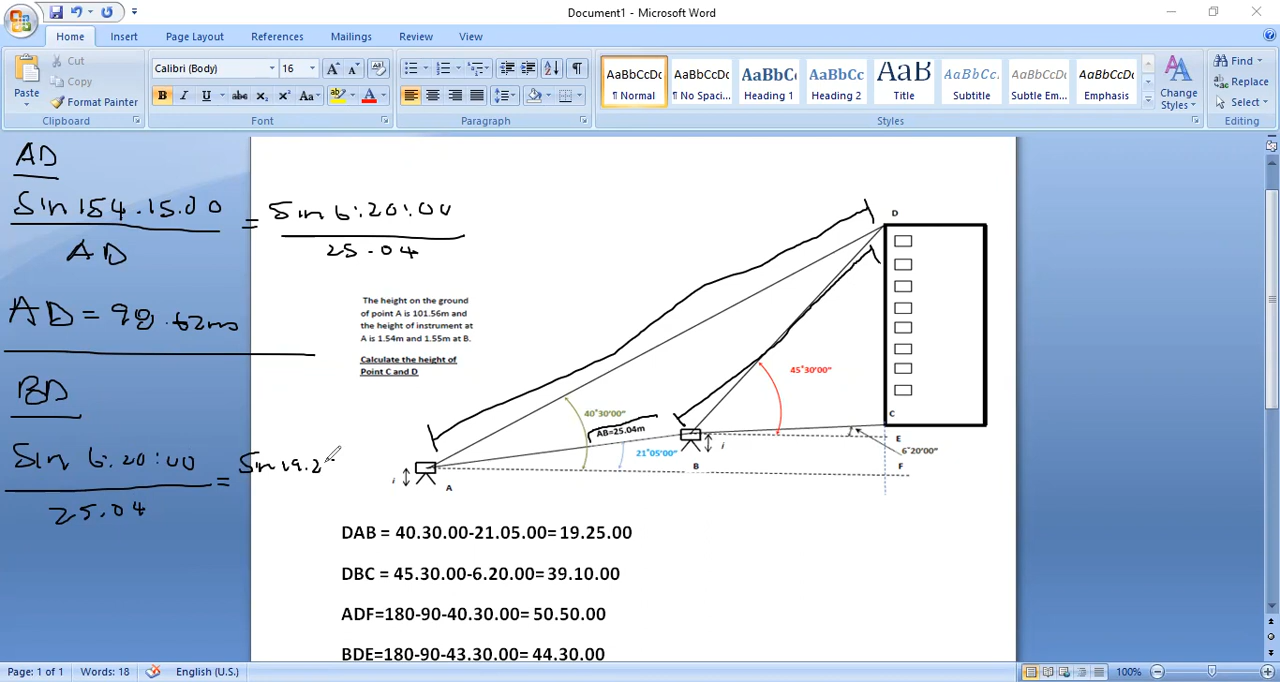 Document1 - Microsoft Word
Home Insert Page Layout References Mailings Review View
Paste
Cut
Copy
Format Painter
Clipboard
Calibri (Body) 16
Font
Paragraph
AaBbCcDc AaBbCcDc AaBbCc AaBbCc AaB AaBbCc. AaBbCcDc AaBbCcDc
¶ Normal ¶ No Spaci... Heading 1 Heading 2 Title Subtitle Subtle Em... Emphasis
Styles
Change Styles
Find
Replace
Select
Editing
AD
Sin 154.15.00 = Sin 6:20:00
AD 25.04
AD = 98.62ms
BD
Sin 6.20:00 = Sin 19.2
25.04
The height on the ground
of point A is 101.56m and
the height of instrument at
A is 1.54m and 1.55m at B.
Calculate the height of
Point C and D
D
45°30'00"
40°30'00"
AB=25.04m
21°05'00"
C
E
6°20'00"
F
i
B
i
A
DAB = 40.30.00-21.05.00= 19.25.00
DBC = 45.30.00-6.20.00= 39.10.00
ADF=180-90-40.30.00= 50.50.00
BDE=180-90-43.30.00= 44.30.00
Page: 1 of 1 Words: 18 English (U.S.) 100%